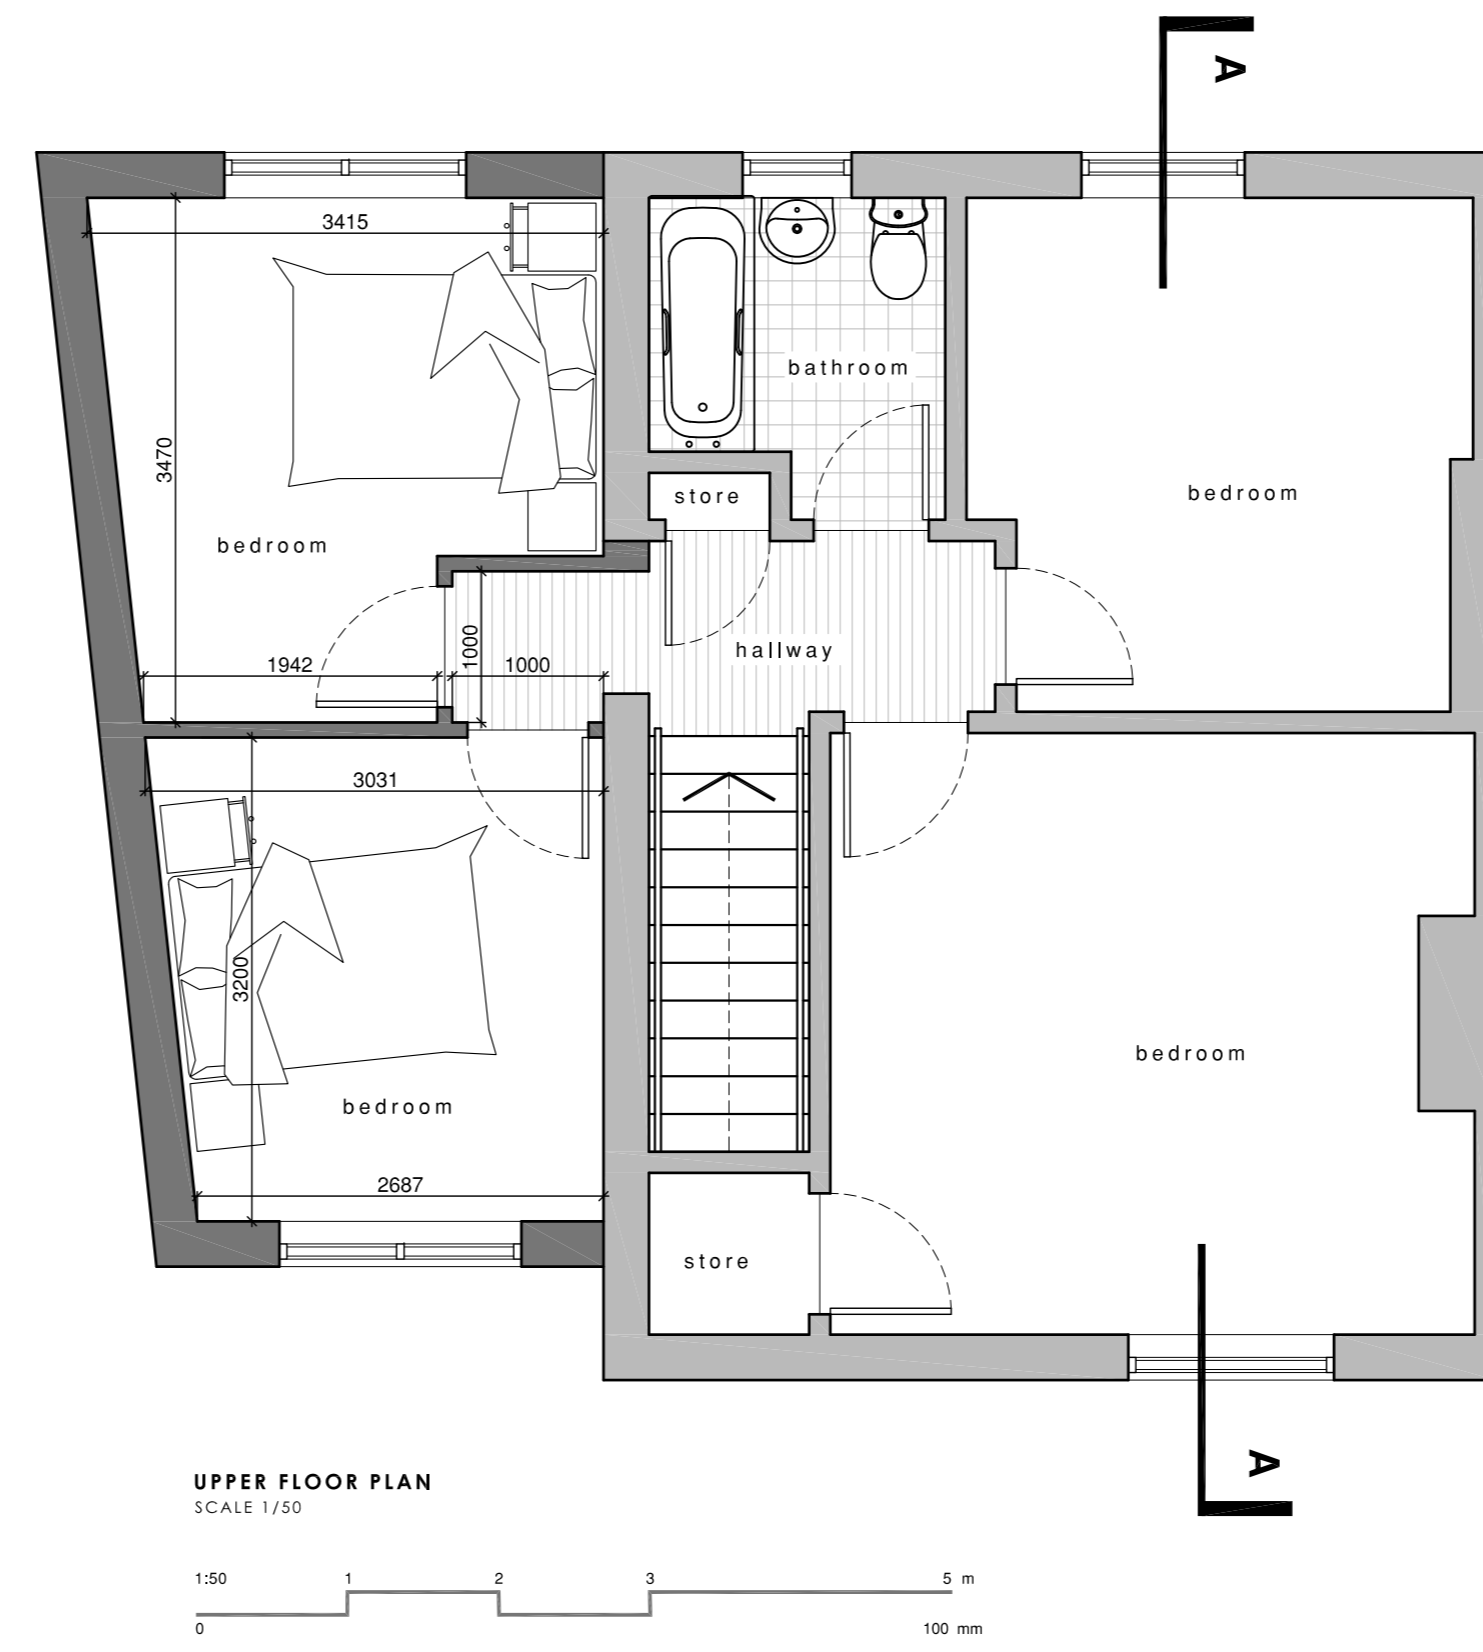 A
3415
bathroom
3470
store
bedroom
bedroom
1000
hallway
1942
1000
3031
3200
bedroom
bedroom
2687
store
A
UPPER FLOOR PLAN
SCALE 1/50
1:50 1 2 3 5 m
0 100 mm